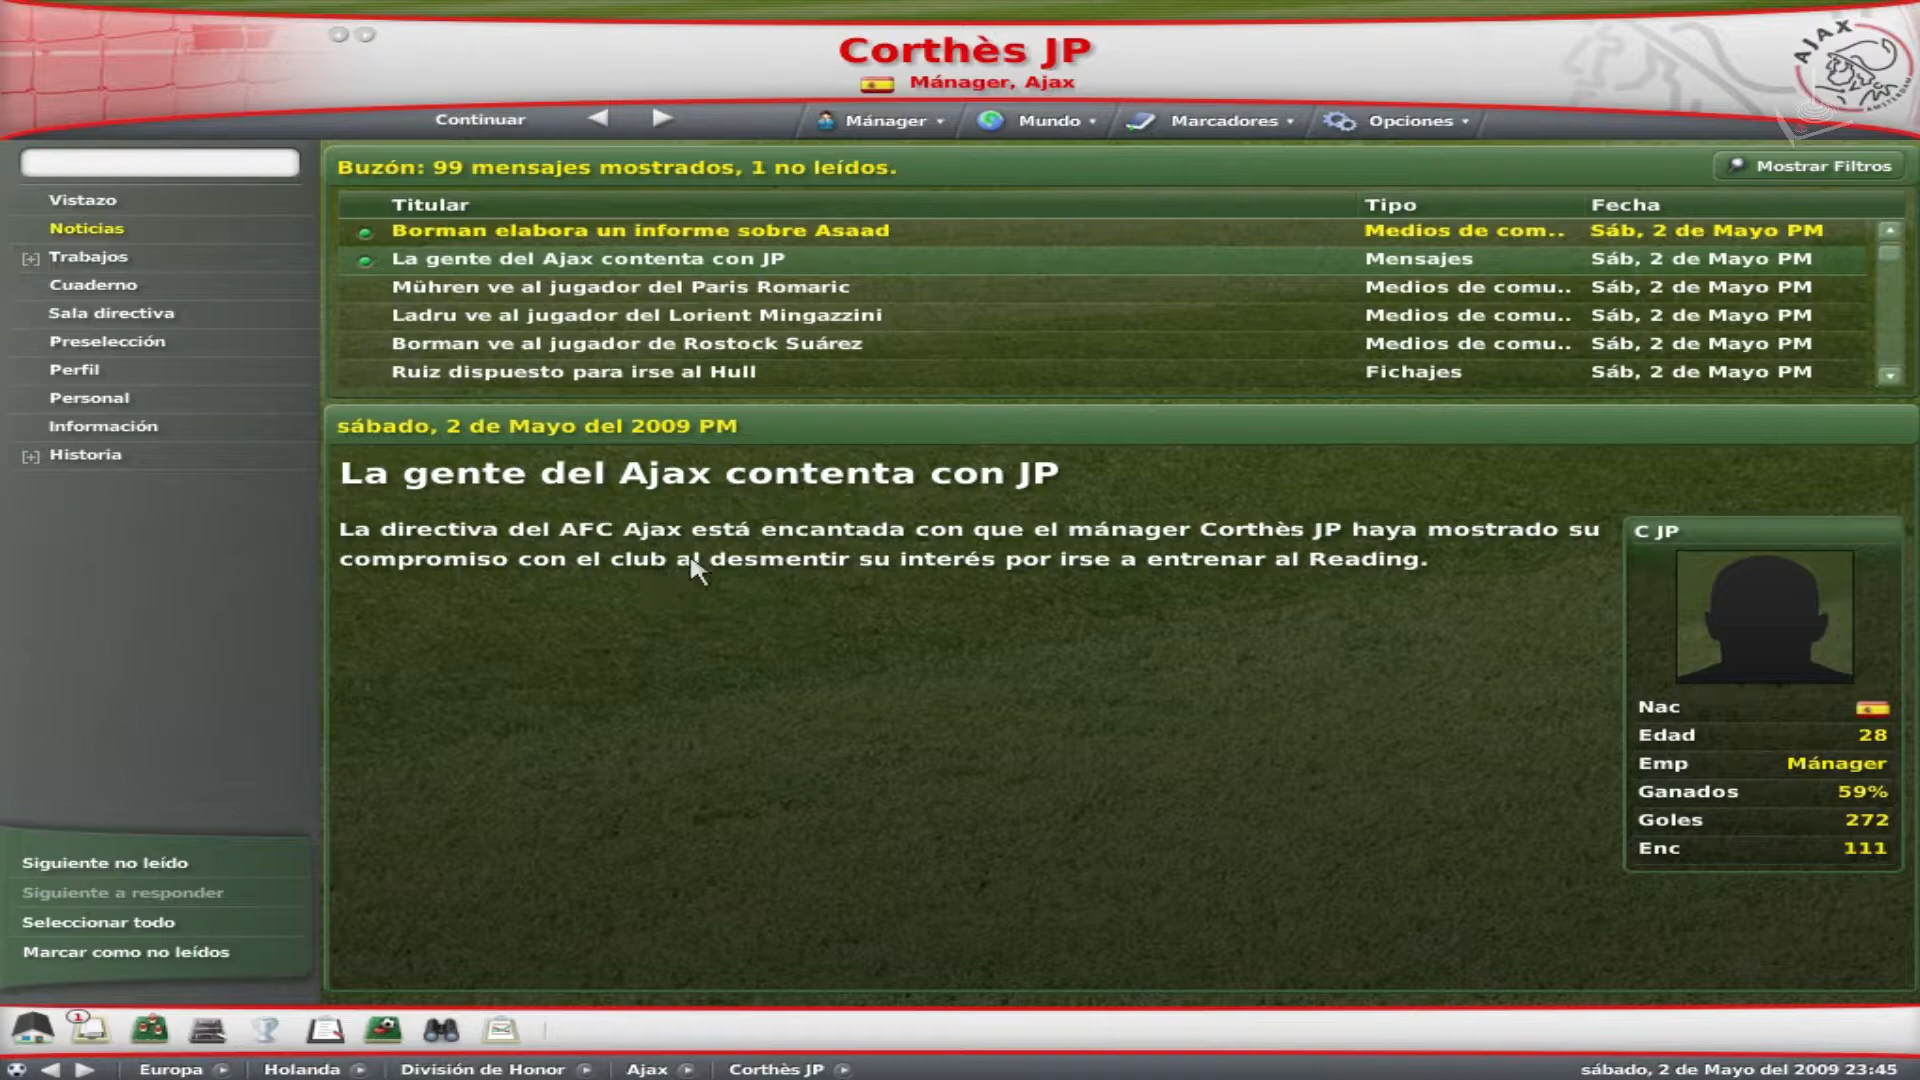 Corthès JP
Mánager, Ajax
AJAX
AMSTERDAM
Continuar
Mánager
Mundo
Marcadores
Opciones
Vistazo
Noticias
[+] Trabajos
Cuaderno
Sala directiva
Preselección
Perfil
Personal
Información
[+] Historia
Buzón: 99 mensajes mostrados, 1 no leídos.
Mostrar Filtros
Titular Tipo Fecha
Borman elabora un informe sobre Asaad Medios de com.. Sáb, 2 de Mayo PM
La gente del Ajax contenta con JP Mensajes Sáb, 2 de Mayo PM
Mühren ve al jugador del Paris Romaric Medios de comu.. Sáb, 2 de Mayo PM
Ladru ve al jugador del Lorient Mingazzini Medios de comu.. Sáb, 2 de Mayo PM
Borman ve al jugador de Rostock Suárez Medios de comu.. Sáb, 2 de Mayo PM
Ruiz dispuesto para irse al Hull Fichajes Sáb, 2 de Mayo PM
sábado, 2 de Mayo del 2009 PM
La gente del Ajax contenta con JP
La directiva del AFC Ajax está encantada con que el mánager Corthès JP haya mostrado su
compromiso con el club al desmentir su interés por irse a entrenar al Reading.
C JP
Nac
Edad 28
Emp Mánager
Ganados 59%
Goles 272
Enc 111
Siguiente no leído
Siguiente a responder
Seleccionar todo
Marcar como no leídos
1
Europa
Holanda
División de Honor
Ajax
Corthès JP
sábado, 2 de Mayo del 2009 23:45